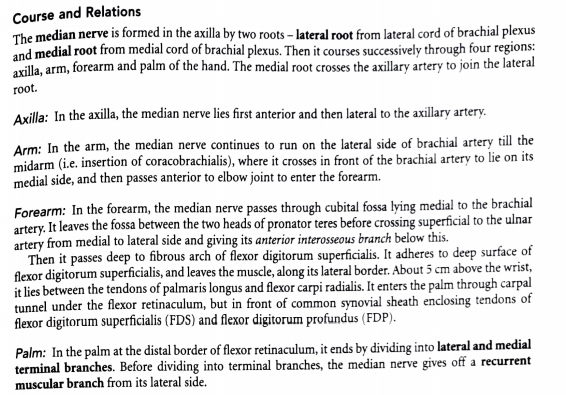 Course and Relations
The median nerve is formed in the axilla by two roots – lateral root from lateral cord of brachial plexus
and medial root from medial cord of brachial plexus. Then it courses successively through four regions:
axilla, arm, forearm and palm of the hand. The medial root crosses the axillary artery to join the lateral
root.
Axilla: In the axilla, the median nerve lies first anterior and then lateral to the axillary artery.
Arm: In the arm, the median nerve continues to run on the lateral side of brachial artery till the
midarm (i.e. insertion of coracobrachialis), where it crosses in front of the brachial artery to lie on its
medial side, and then passes anterior to elbow joint to enter the forearm.
Forearm: In the forearm, the median nerve passes through cubital fossa lying medial to the brachial
artery. It leaves the fossa between the two heads of pronator teres before crossing superficial to the ulnar
artery from medial to lateral side and giving its anterior interosseous branch below this.
Then it passes deep to fibrous arch of flexor digitorum superficialis. It adheres to deep surface of
flexor digitorum superficialis, and leaves the muscle, along its lateral border. About 5 cm above the wrist,
it lies between the tendons of palmaris longus and flexor carpi radialis. It enters the palm through carpal
tunnel under the flexor retinaculum, but in front of common synovial sheath enclosing tendons of
flexor digitorum superficialis (FDS) and flexor digitorum profundus (FDP).
Palm: In the palm at the distal border of flexor retinaculum, it ends by dividing into lateral and medial
terminal branches. Before dividing into terminal branches, the median nerve gives off a recurrent
muscular branch from its lateral side.